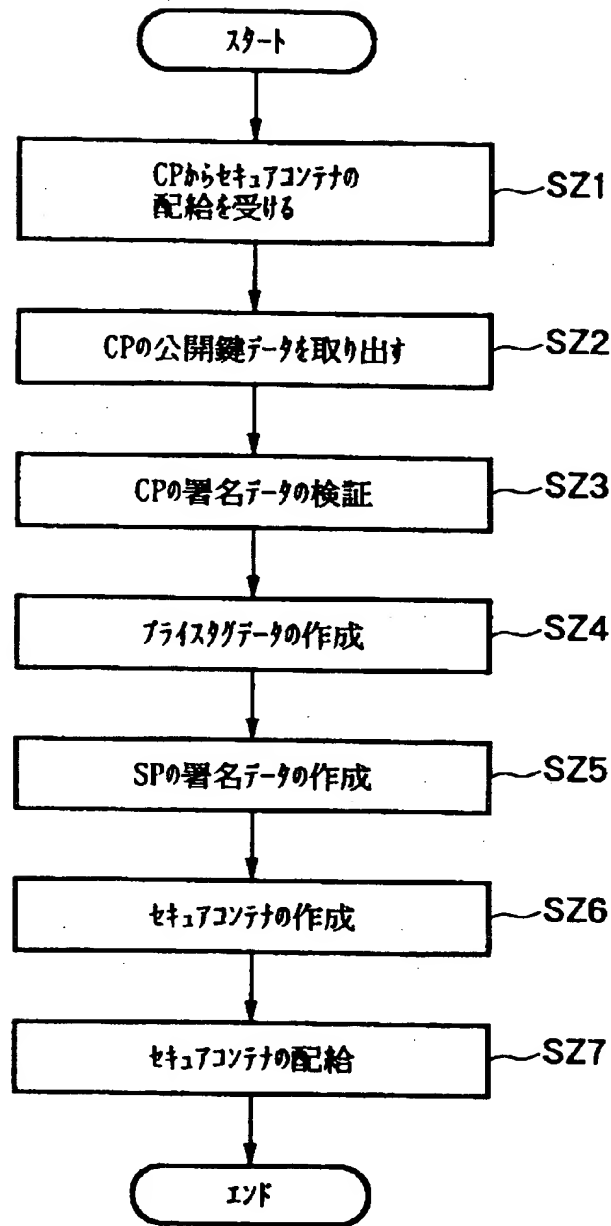 スタート
CPからセキュアコンテナの
配給を受ける
SZ1
CPの公開鍵データを取り出す
SZ2
CPの署名データの検証
SZ3
プライスタグデータの作成
SZ4
SPの署名データの作成
SZ5
セキュアコンテナの作成
SZ6
セキュアコンテナの配給
SZ7
エンド